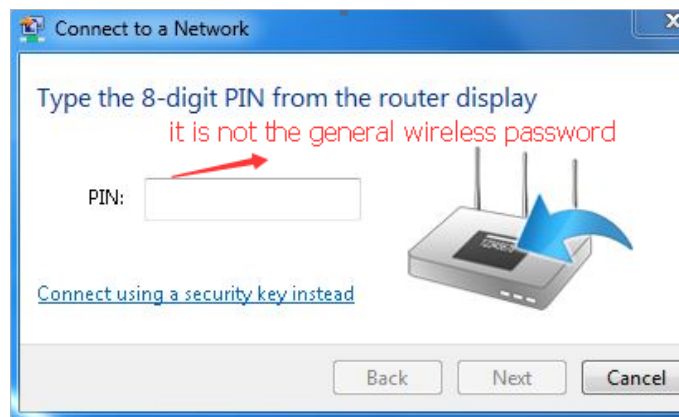 Connect to a Network
Type the 8-digit PIN from the router display
it is not the general wireless password
PIN:
Connect using a security key instead
Back Next Cancel